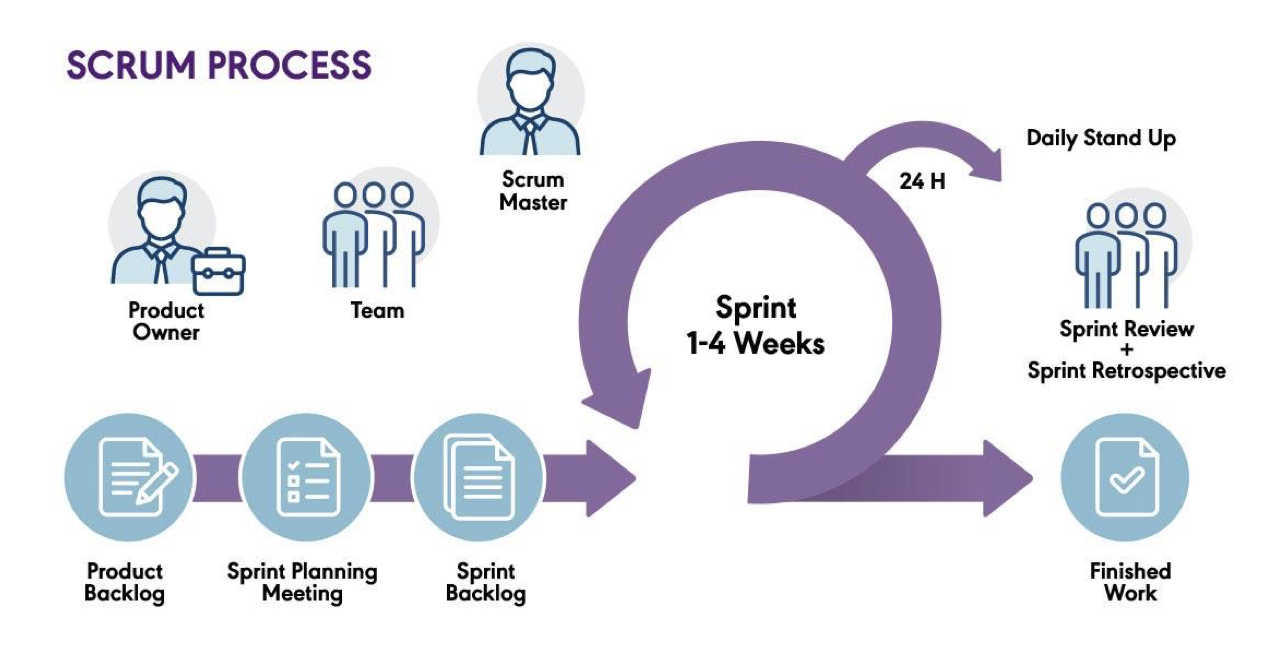 SCRUM PROCESS
Scrum
Master
Product
Owner
Team
Daily Stand Up
24 H
Sprint
1-4 Weeks
Sprint Review
+
Sprint Retrospective
Product
Backlog
Sprint Planning
Meeting
Sprint
Backlog
Finished
Work